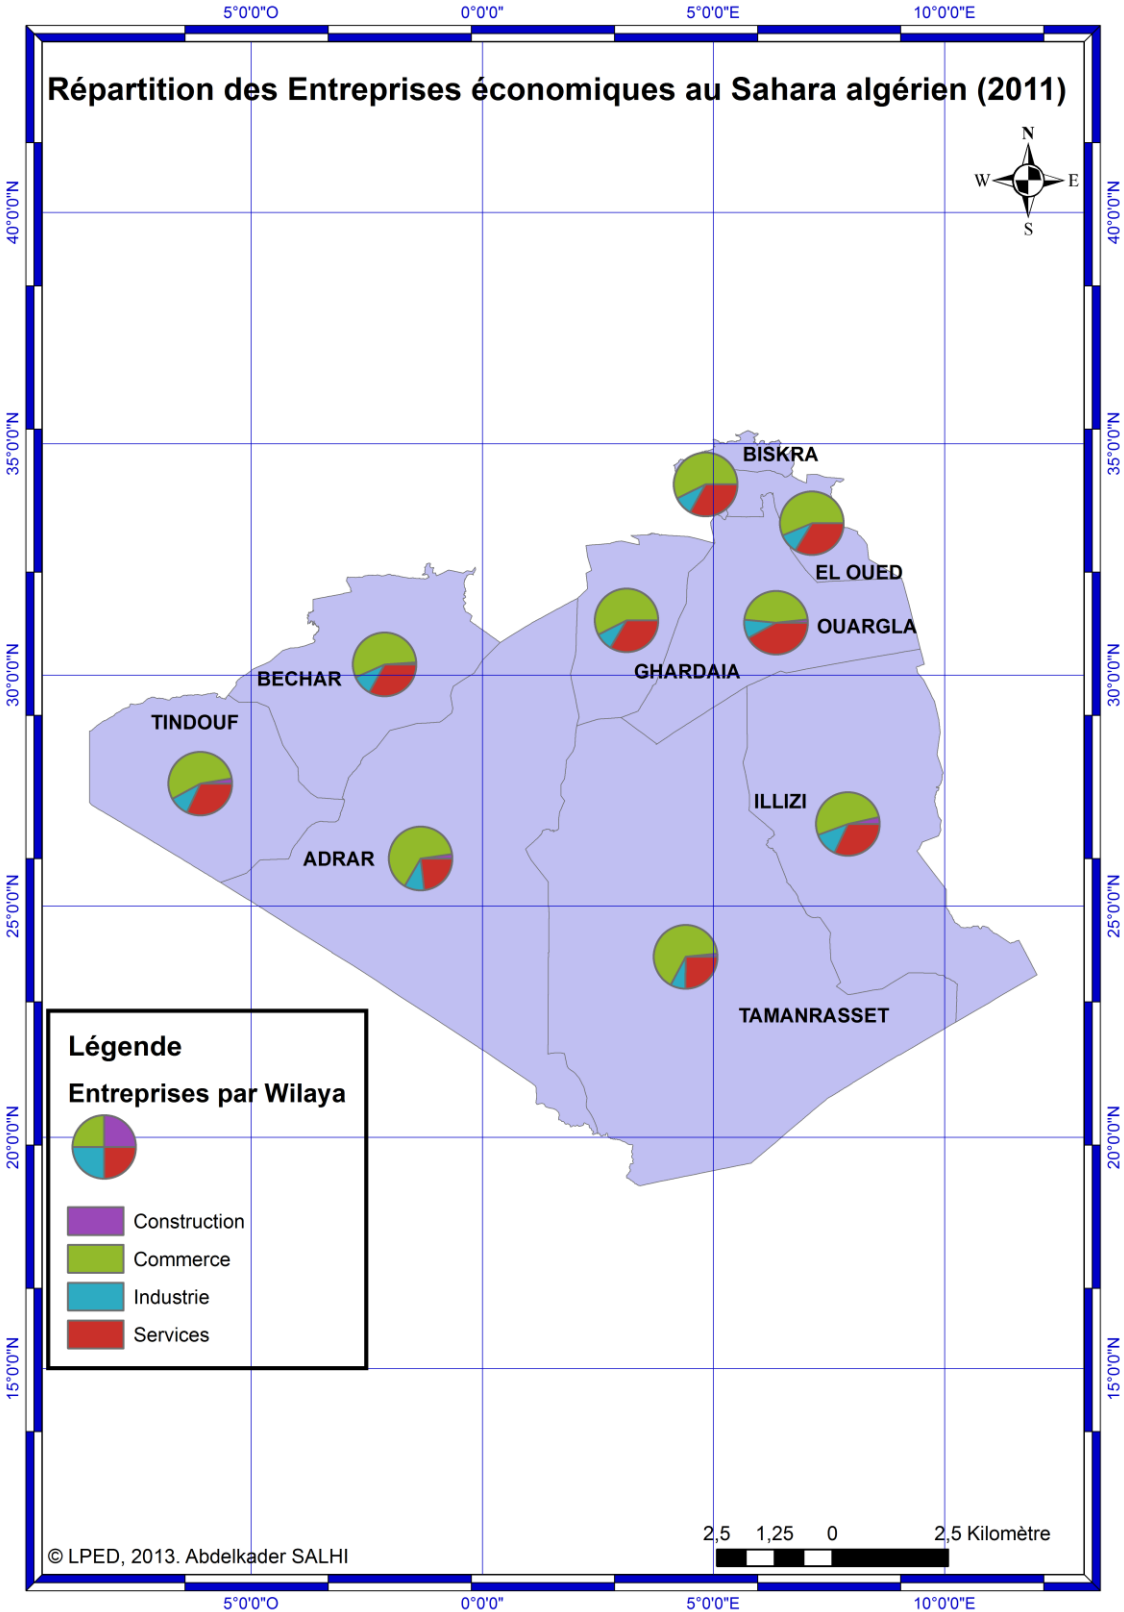 5°0'0"O 0°0'0" 5°0'0"E 10°0'0"E
Répartition des Entreprises économiques au Sahara algérien (2011)
N
W E
S
40°0'0"N 40°0'0"N
35°0'0"N 35°0'0"N
BISKRA
EL OUED
OUARGLA
GHARDAIA
BECHAR
30°0'0"N 30°0'0"N
TINDOUF
ILLIZI
ADRAR
25°0'0"N 25°0'0"N
TAMANRASSET
Légende
Entreprises par Wilaya
20°0'0"N 20°0'0"N
Construction
Commerce
Industrie
Services
15°0'0"N 15°0'0"N
2,5 1,25 0 2,5 Kilomètre
© LPED, 2013. Abdelkader SALHI
5°0'0"O 0°0'0" 5°0'0"E 10°0'0"E